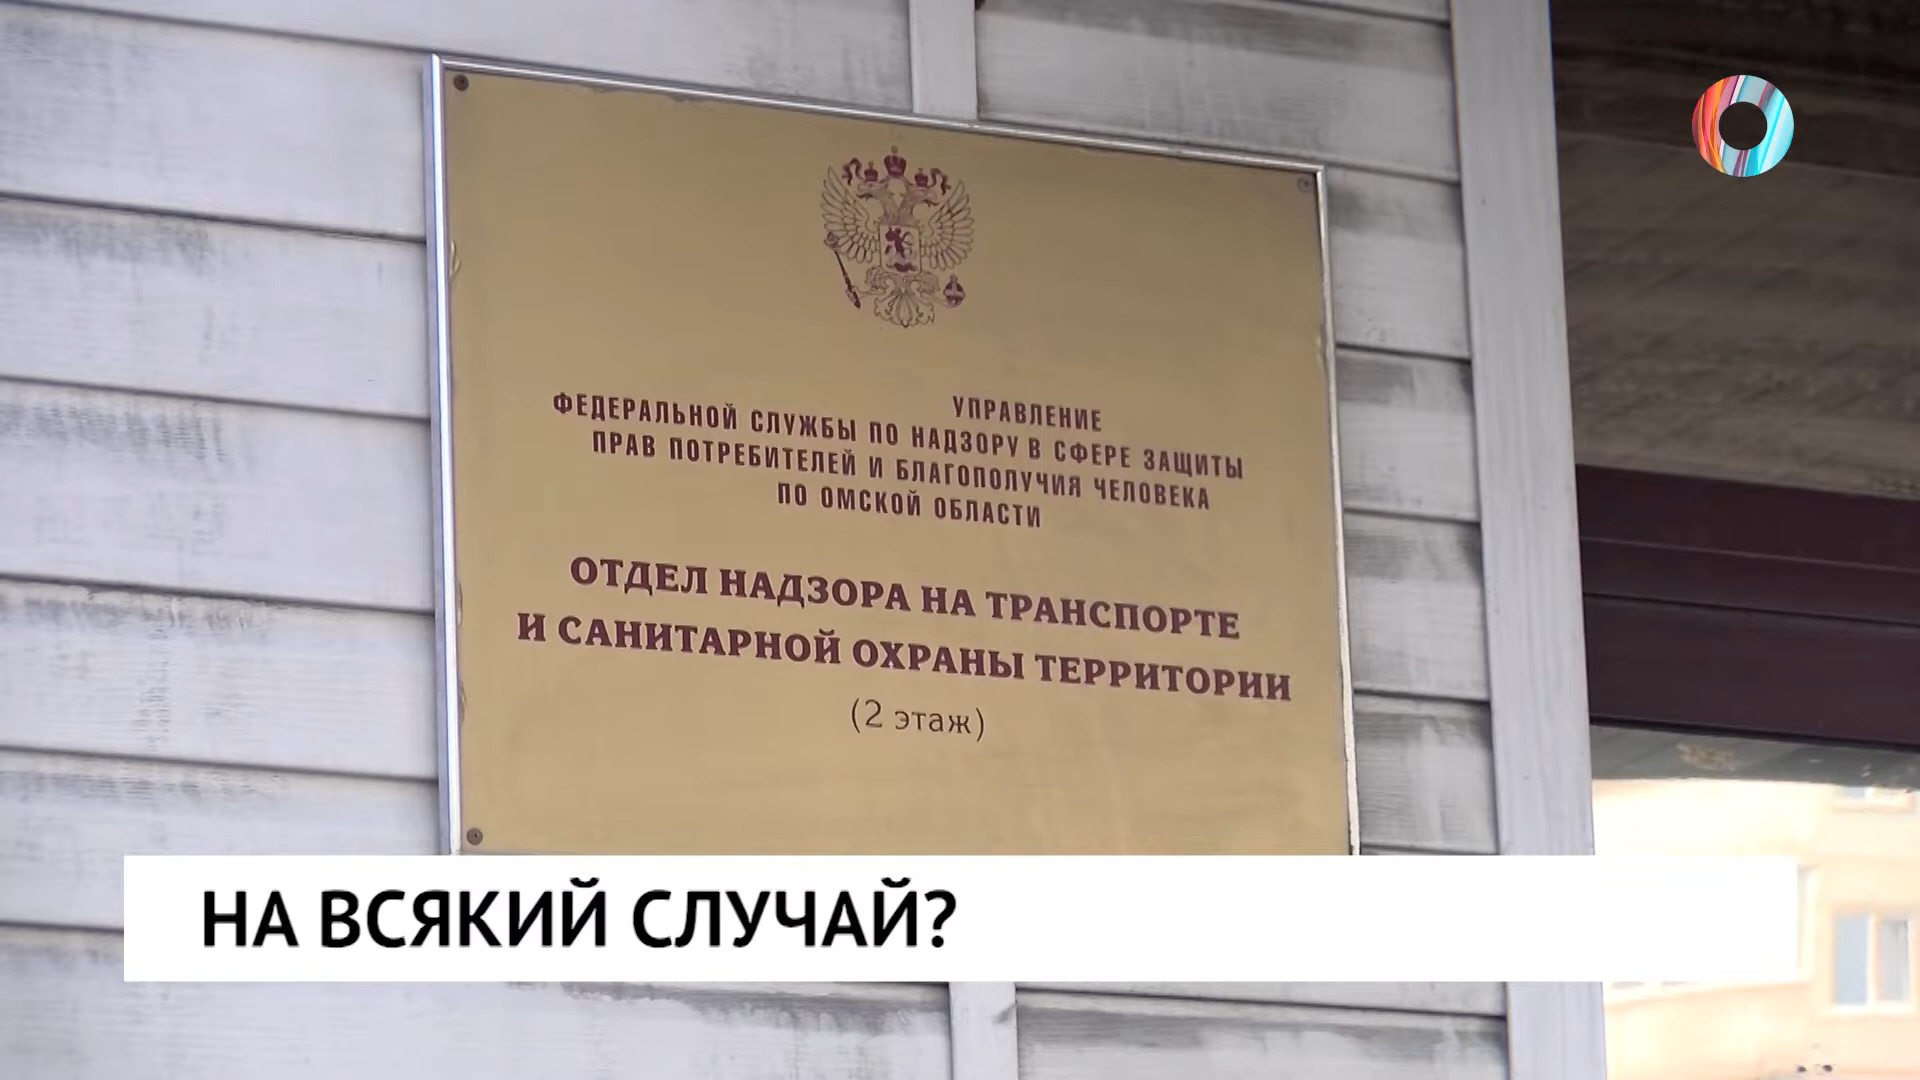 УПРАВЛЕНИЕ
ФЕДЕРАЛЬНОЙ СЛУЖБЫ ПО НАДЗОРУ В СФЕРЕ ЗАЩИТЫ
ПРАВ ПОТРЕБИТЕЛЕЙ И БЛАГОПОЛУЧИЯ ЧЕЛОВЕКА
ПО ОМСКОЙ ОБЛАСТИ
ОТДЕЛ НАДЗОРА НА ТРАНСПОРТЕ
И САНИТАРНОЙ ОХРАНЫ ТЕРРИТОРИИ
(2 этаж)
НА ВСЯКИЙ СЛУЧАЙ?